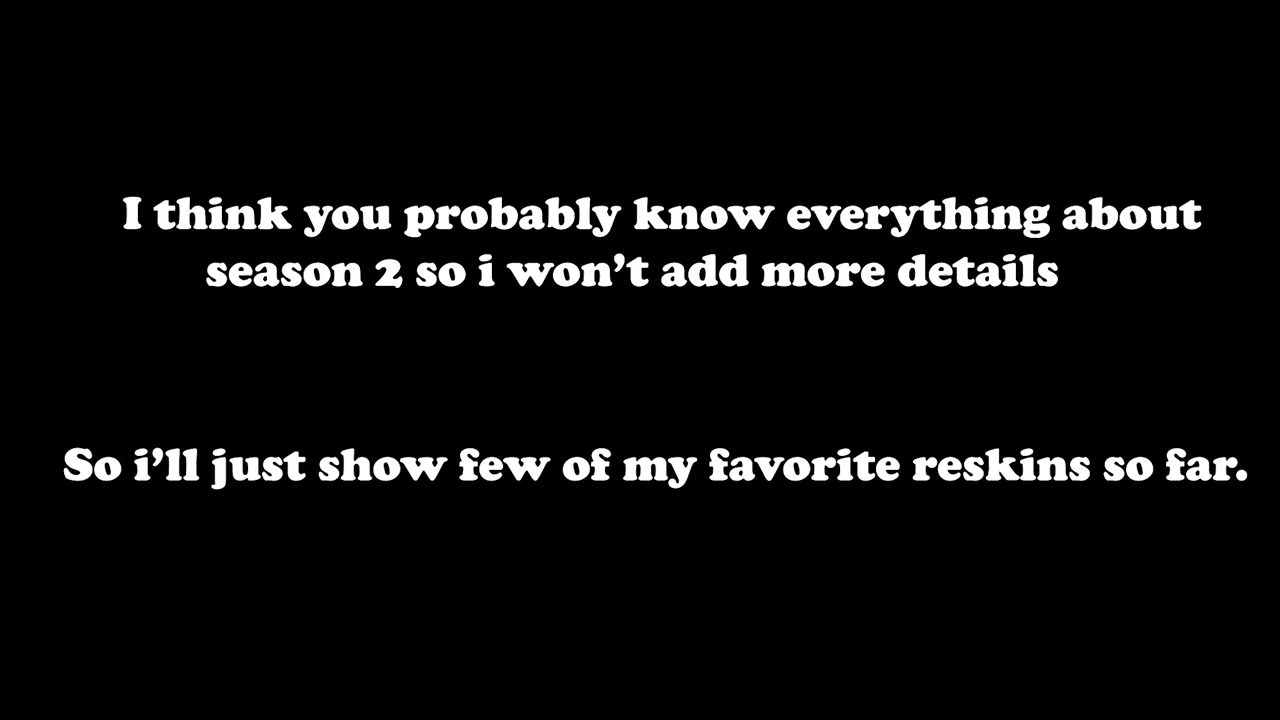 I think you probably know everything about
season 2 so i won’t add more details
So i’ll just show few of my favorite reskins so far.